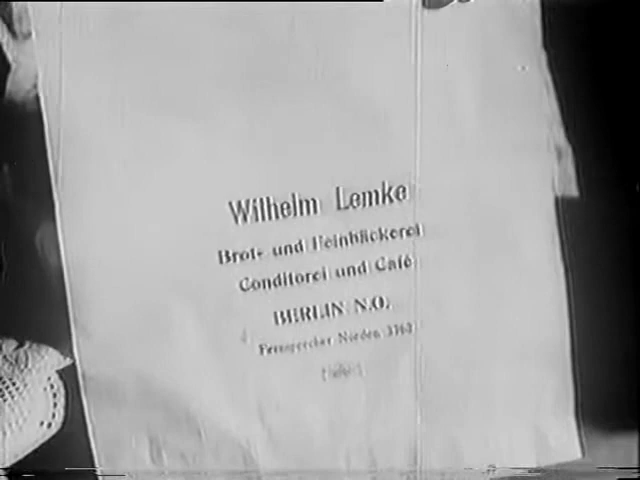 Wilhelm Lemke
Brot- und Feinbäckerei
Conditorei und Café
BERLIN N.O.
Fernsprecher Norden